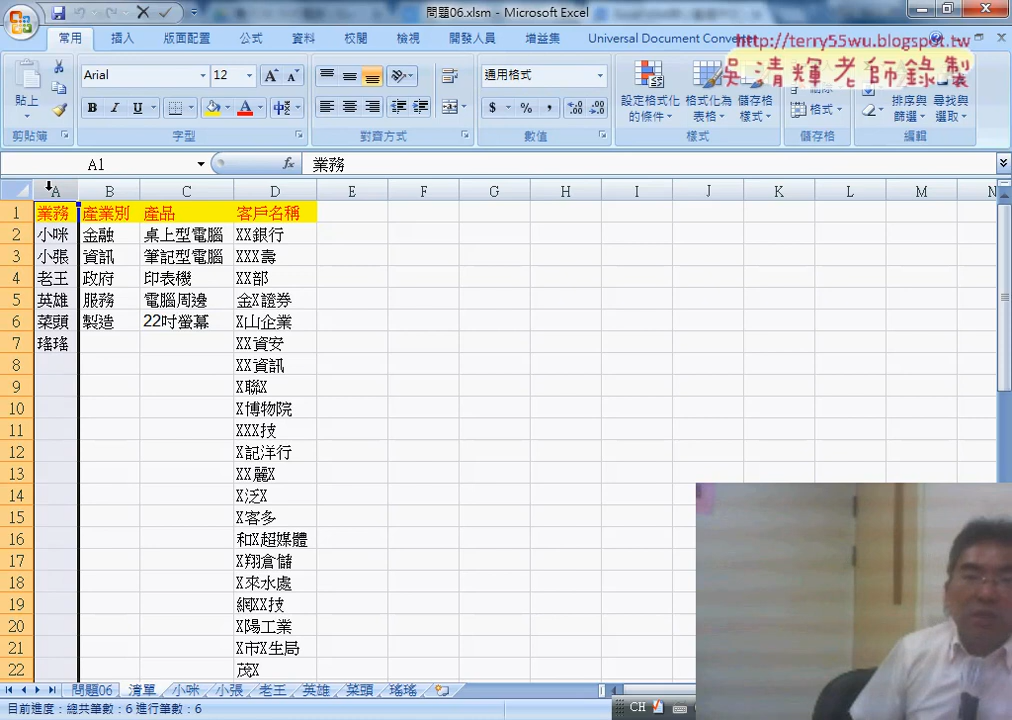 問題06.xlsm - Microsoft Excel
常用 插入 版面配置 公式 資料 校閱 檢視 開發人員 增益集 Universal Document Conve
http://terry55wu.blogspot.tw
吳清輝老師錄製
貼上 Arial 12 通用格式 設定格式化的條件 格式化為表格 儲存格樣式 格式 排序與篩選 尋找與選取
剪貼簿 字型 對齊方式 數值 樣式 儲存格 編輯
A1 fx 業務
A B C D E F G H I J K L M N
1 業務 產業別 產品 客戶名稱
2 小咪 金融 桌上型電腦 XX銀行
3 小張 資訊 筆記型電腦 XXX壽
4 老王 政府 印表機 XX部
5 英雄 服務 電腦周邊 金X證券
6 菜頭 製造 22吋螢幕 X山企業
7 瑤瑤 XX資安
8 XX資訊
9 X聯X
10 X博物院
11 XXX技
12 X記洋行
13 XX麗X
14 X泛X
15 X客多
16 和X超媒體
17 X翔倉儲
18 X來水處
19 網XX技
20 X陽工業
21 X市X生局
22 茂X
問題06 清單 小咪 小張 老王 英雄 菜頭 瑤瑤
目前進度：總共筆數：6 進行筆數：6
CH